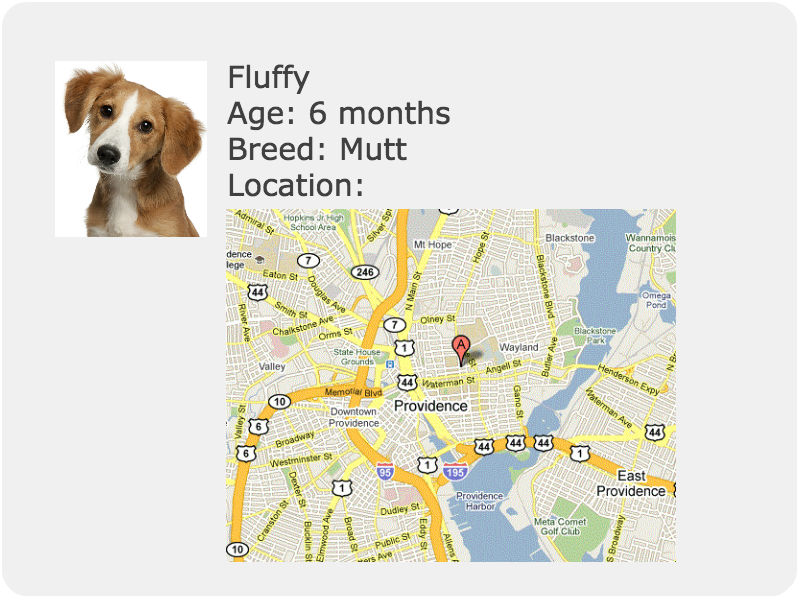 Fluffy
Age: 6 months
Breed: Mutt
Location:
Admiral St
Hopkins Jr High
School Area
Silver Spr
Mt Hope
Hope St
Blackstone
Wannamois
Country Cl
dence
lege
7
246
N Main St
Blackstone Blvd
Eaton St
44
Douglas Ave
Omega
Pond
River Ave
Smith St
Chalkstone Ave
Orms St
7
Olney St
1
A
Wayland
Butler Ave
Blackstone
Park
State House
Grounds
Valley
44
Waterman St
Angell St
Henderson Expy
N B
Memorial Blvd
10
Downtown
Providence
Providence
Gano St
Waterman Ave
Valley St
6
Broadway
44
44
44
44
6
Westminster St
95
1
195
1
East
Providence
Dexter St
1
Providence
Harbor
Cranston St
Bucklin St
Elmwood Ave
Broad St
Dudley St
Public St
Eddy St
Allens A
Meta Comet
Golf Club
S Broadway
10